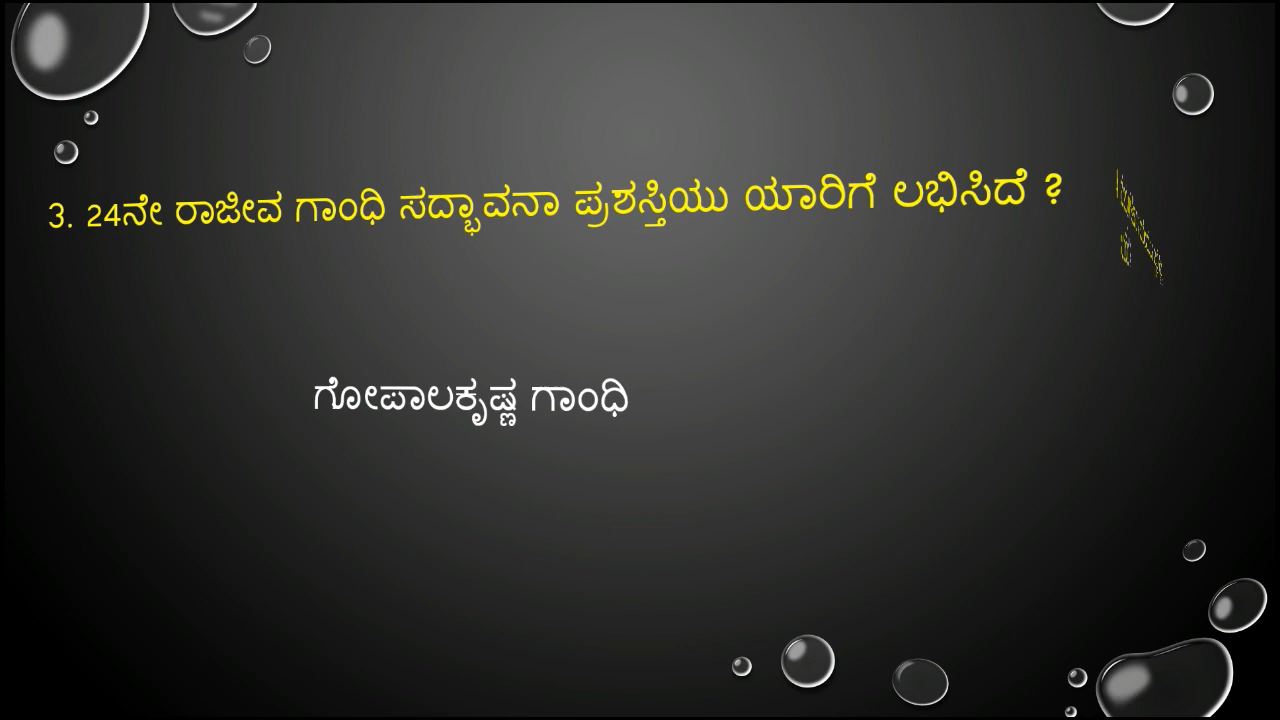 3. 24ನೇ ರಾಜೀವ ಗಾಂಧಿ ಸದ್ಭಾವನಾ ಪ್ರಶಸ್ತಿಯು ಯಾರಿಗೆ ಲಭಿಸಿದೆ ?
ಗೋಪಾಲಕೃಷ್ಣ ಗಾಂಧಿ